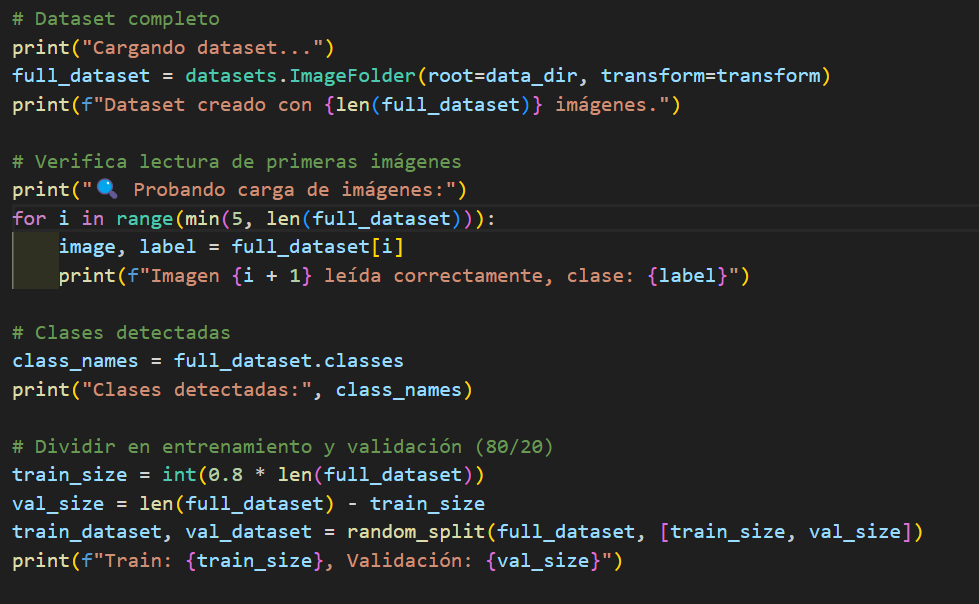 # Dataset completo
print("Cargando dataset...")
full_dataset = datasets.ImageFolder(root=data_dir, transform=transform)
print(f"Dataset creado con {len(full_dataset)} imágenes.")
# Verifica lectura de primeras imágenes
print("🔍 Probando carga de imágenes:")
for i in range(min(5, len(full_dataset))):
    image, label = full_dataset[i]
    print(f"Imagen {i + 1} leída correctamente, clase: {label}")
# Clases detectadas
class_names = full_dataset.classes
print("Clases detectadas:", class_names)
# Dividir en entrenamiento y validación (80/20)
train_size = int(0.8 * len(full_dataset))
val_size = len(full_dataset) - train_size
train_dataset, val_dataset = random_split(full_dataset, [train_size, val_size])
print(f"Train: {train_size}, Validación: {val_size}")